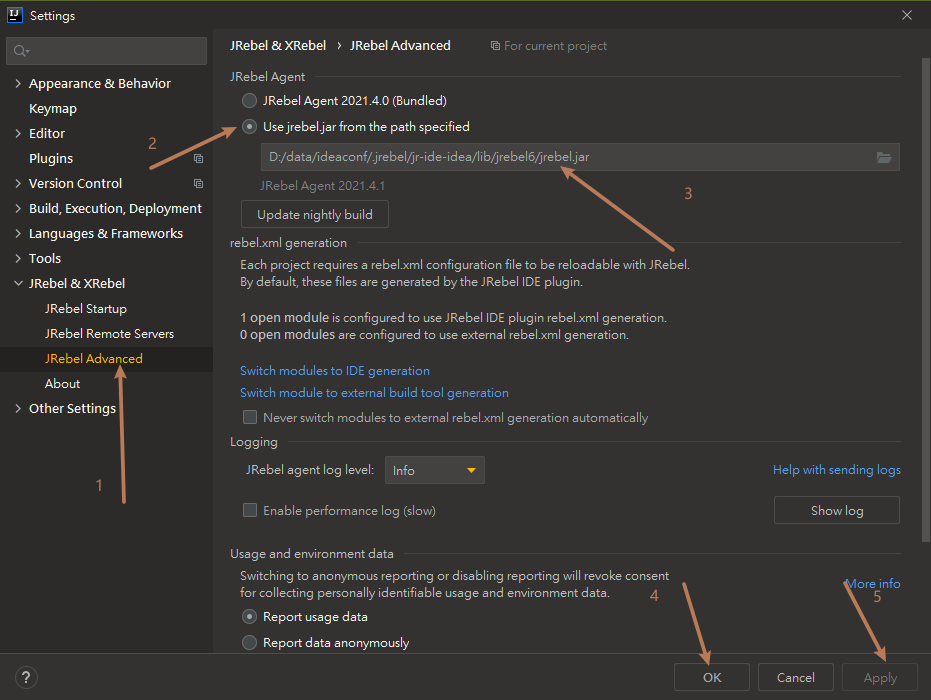 Settings
JRebel & XRebel › JRebel Advanced
For current project
Appearance & Behavior
Keymap
Editor
Plugins
Version Control
Build, Execution, Deployment
Languages & Frameworks
Tools
JRebel & XRebel
JRebel Startup
JRebel Remote Servers
JRebel Advanced
About
Other Settings
1
JRebel Agent
JRebel Agent 2021.4.0 (Bundled)
2
Use jrebel.jar from the path specified
D:/data/ideaconf/.jrebel/jr-ide-idea/lib/jrebel6/jrebel.jar
3
JRebel Agent 2021.4.1
Update nightly build
rebel.xml generation
Each project requires a rebel.xml configuration file to be reloadable with JRebel.
By default, these files are generated by the JRebel IDE plugin.
1 open module is configured to use JRebel IDE plugin rebel.xml generation.
0 open modules are configured to use external rebel.xml generation.
Switch modules to IDE generation
Switch module to external build tool generation
Never switch modules to external rebel.xml generation automatically
Logging
JRebel agent log level: Info
Help with sending logs
Enable performance log (slow)
Show log
Usage and environment data
Switching to anonymous reporting or disabling reporting will revoke consent
for collecting personally identifiable usage and environment data.
More info
4
5
Report usage data
Report data anonymously
?
OK
Cancel
Apply